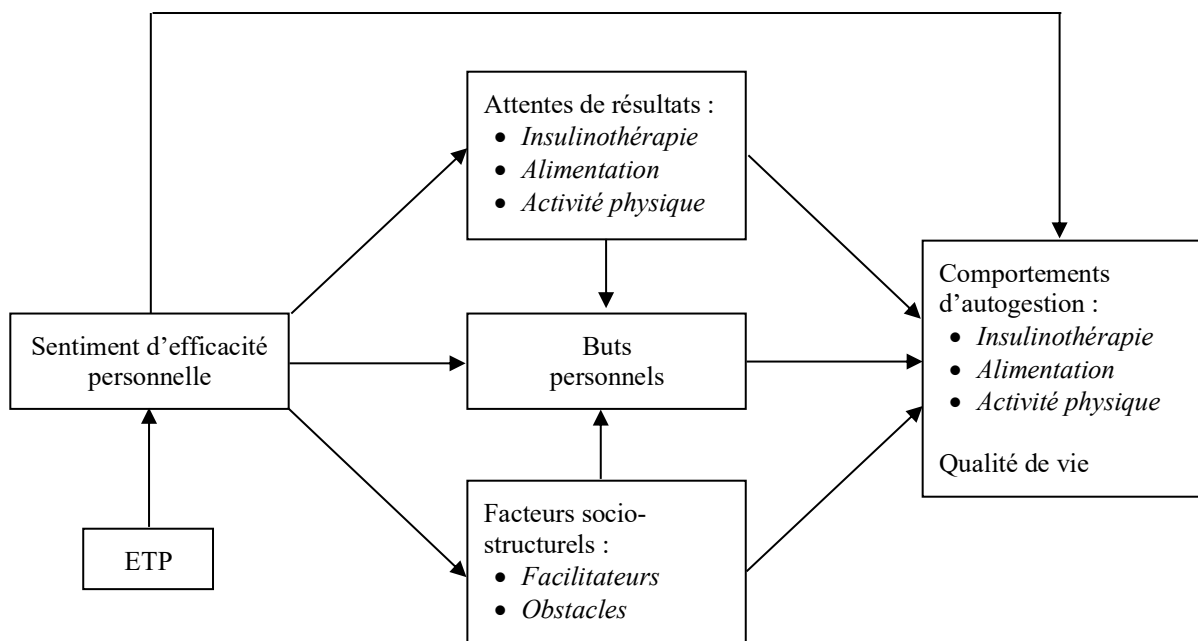 Attentes de résultats :
• Insulinothérapie
• Alimentation
• Activité physique
Sentiment d’efficacité
personnelle
Buts
personnels
Comportements
d’autogestion :
• Insulinothérapie
• Alimentation
• Activité physique
Qualité de vie
ETP
Facteurs socio-
structurels :
• Facilitateurs
• Obstacles